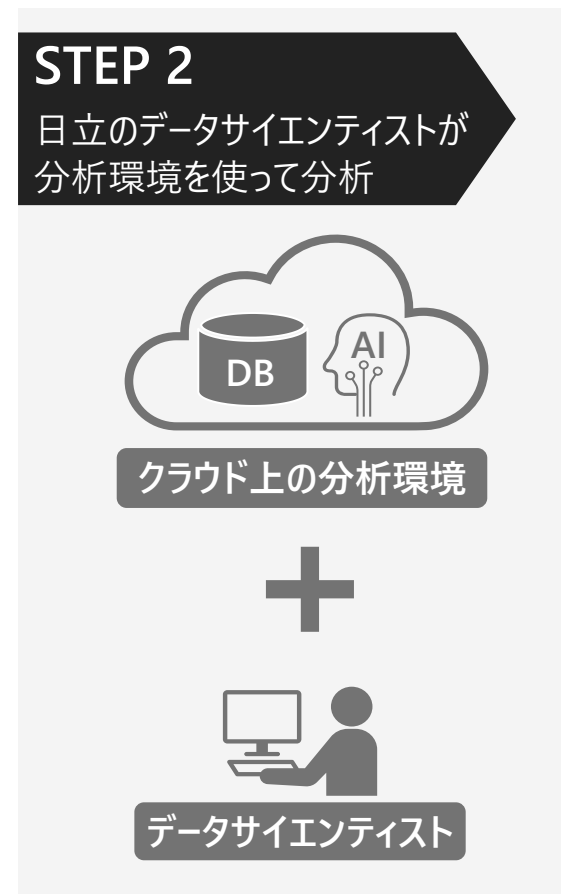 STEP 2
日立のデータサイエンティストが
分析環境を使って分析
DB
AI
クラウド上の分析環境
データサイエンティスト